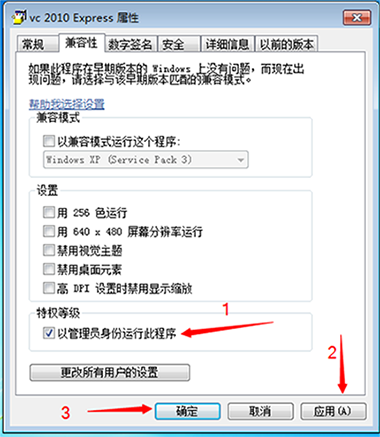 vc 2010 Express 属性
常规 兼容性 数字签名 安全 详细信息 以前的版本
如果此程序在早期版本的 Windows 上没有问题，而现在出
现问题，请选择与该早期版本匹配的兼容模式。
帮助我选择设置
兼容模式
以兼容模式运行这个程序：
Windows XP (Service Pack 3)
设置
用 256 色运行
用 640 x 480 屏幕分辨率运行
禁用视觉主题
禁用桌面元素
高 DPI 设置时禁用显示缩放
特权等级
1
以管理员身份运行此程序
2
更改所有用户的设置
3
确定 取消 应用(A)